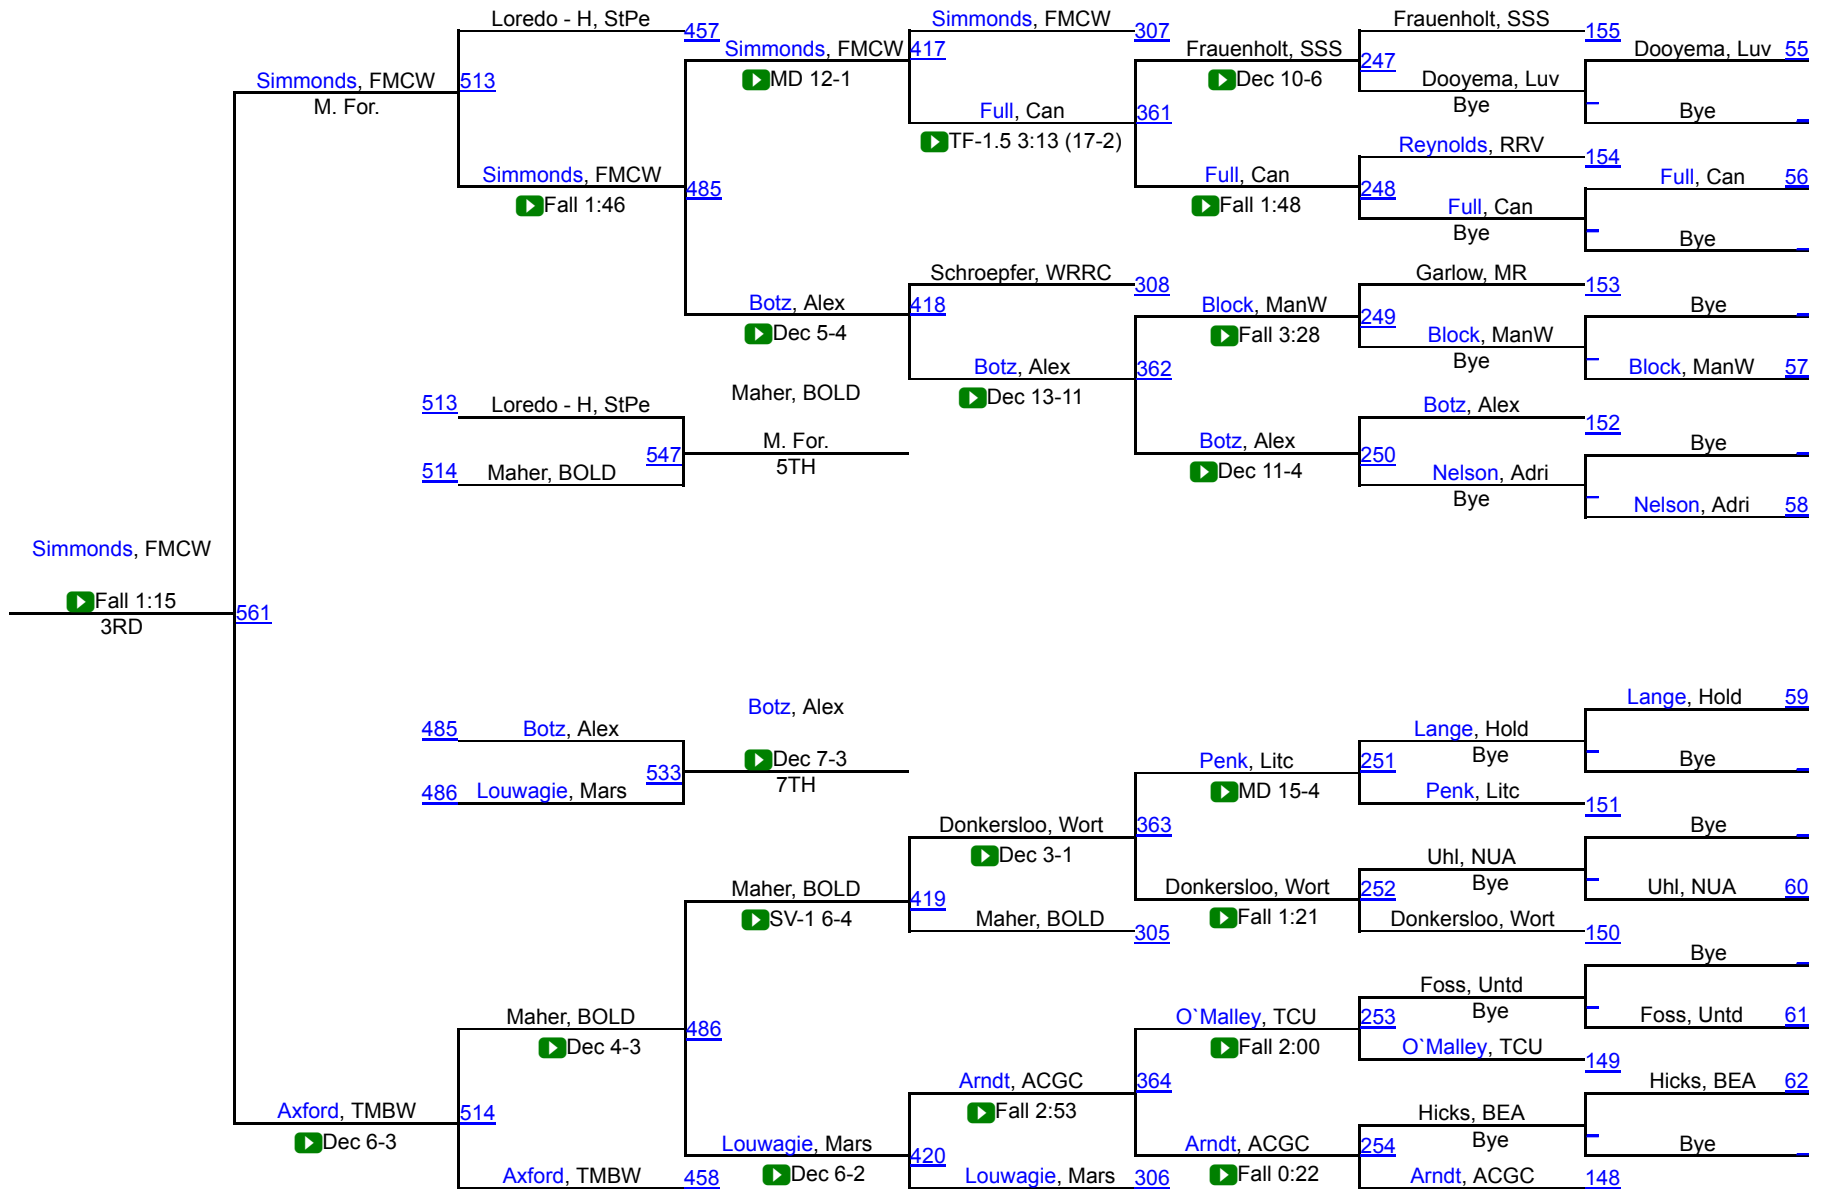 Loredo - H, StPe
457
Simmonds, FMCW
513
M. For.
Simmonds, FMCW
485
Fall 1:46
Simmonds, FMCW
417
MD 12-1
Simmonds, FMCW
307
Full, Can
361
TF-1.5 3:13 (17-2)
Frauenholt, SSS
247
Dec 10-6
Frauenholt, SSS
155
Dooyema, Luv
Bye
Dooyema, Luv 55
Bye
Reynolds, RRV
154
Full, Can
248
Fall 1:48
Full, Can
Bye
Full, Can 56
Bye
Botz, Alex
418
Dec 5-4
Schroepfer, WRRC
308
Botz, Alex
362
Dec 13-11
Block, ManW
249
Fall 3:28
Garlow, MR
153
Block, ManW
Bye
Bye
Block, ManW 57
Botz, Alex
250
Dec 11-4
Botz, Alex
152
Nelson, Adri
Bye
Bye
Nelson, Adri 58
513 Loredo - H, StPe
Maher, BOLD
547
M. For.
5TH
514 Maher, BOLD
Simmonds, FMCW
Fall 1:15
561
3RD
Botz, Alex
485 Botz, Alex
533
Dec 7-3
7TH
486 Louwagie, Mars
Lange, Hold 59
Bye
Lange, Hold
Bye
Penk, Litc
251
MD 15-4
Penk, Litc
151
Donkersloo, Wort
363
Dec 3-1
Bye
Uhl, NUA
Bye
Uhl, NUA 60
Donkersloo, Wort
252
Fall 1:21
Donkersloo, Wort
150
Maher, BOLD
419
SV-1 6-4
Maher, BOLD
305
Maher, BOLD
486
Dec 4-3
Bye
Foss, Untd
Bye
Foss, Untd 61
O`Malley, TCU
253
Fall 2:00
O`Malley, TCU
149
Arndt, ACGC
364
Fall 2:53
Hicks, BEA 62
Hicks, BEA
Bye
Bye
Arndt, ACGC
254
Fall 0:22
Arndt, ACGC
148
Axford, TMBW
514
Dec 6-3
Axford, TMBW
458
Louwagie, Mars
420
Dec 6-2
Louwagie, Mars
306